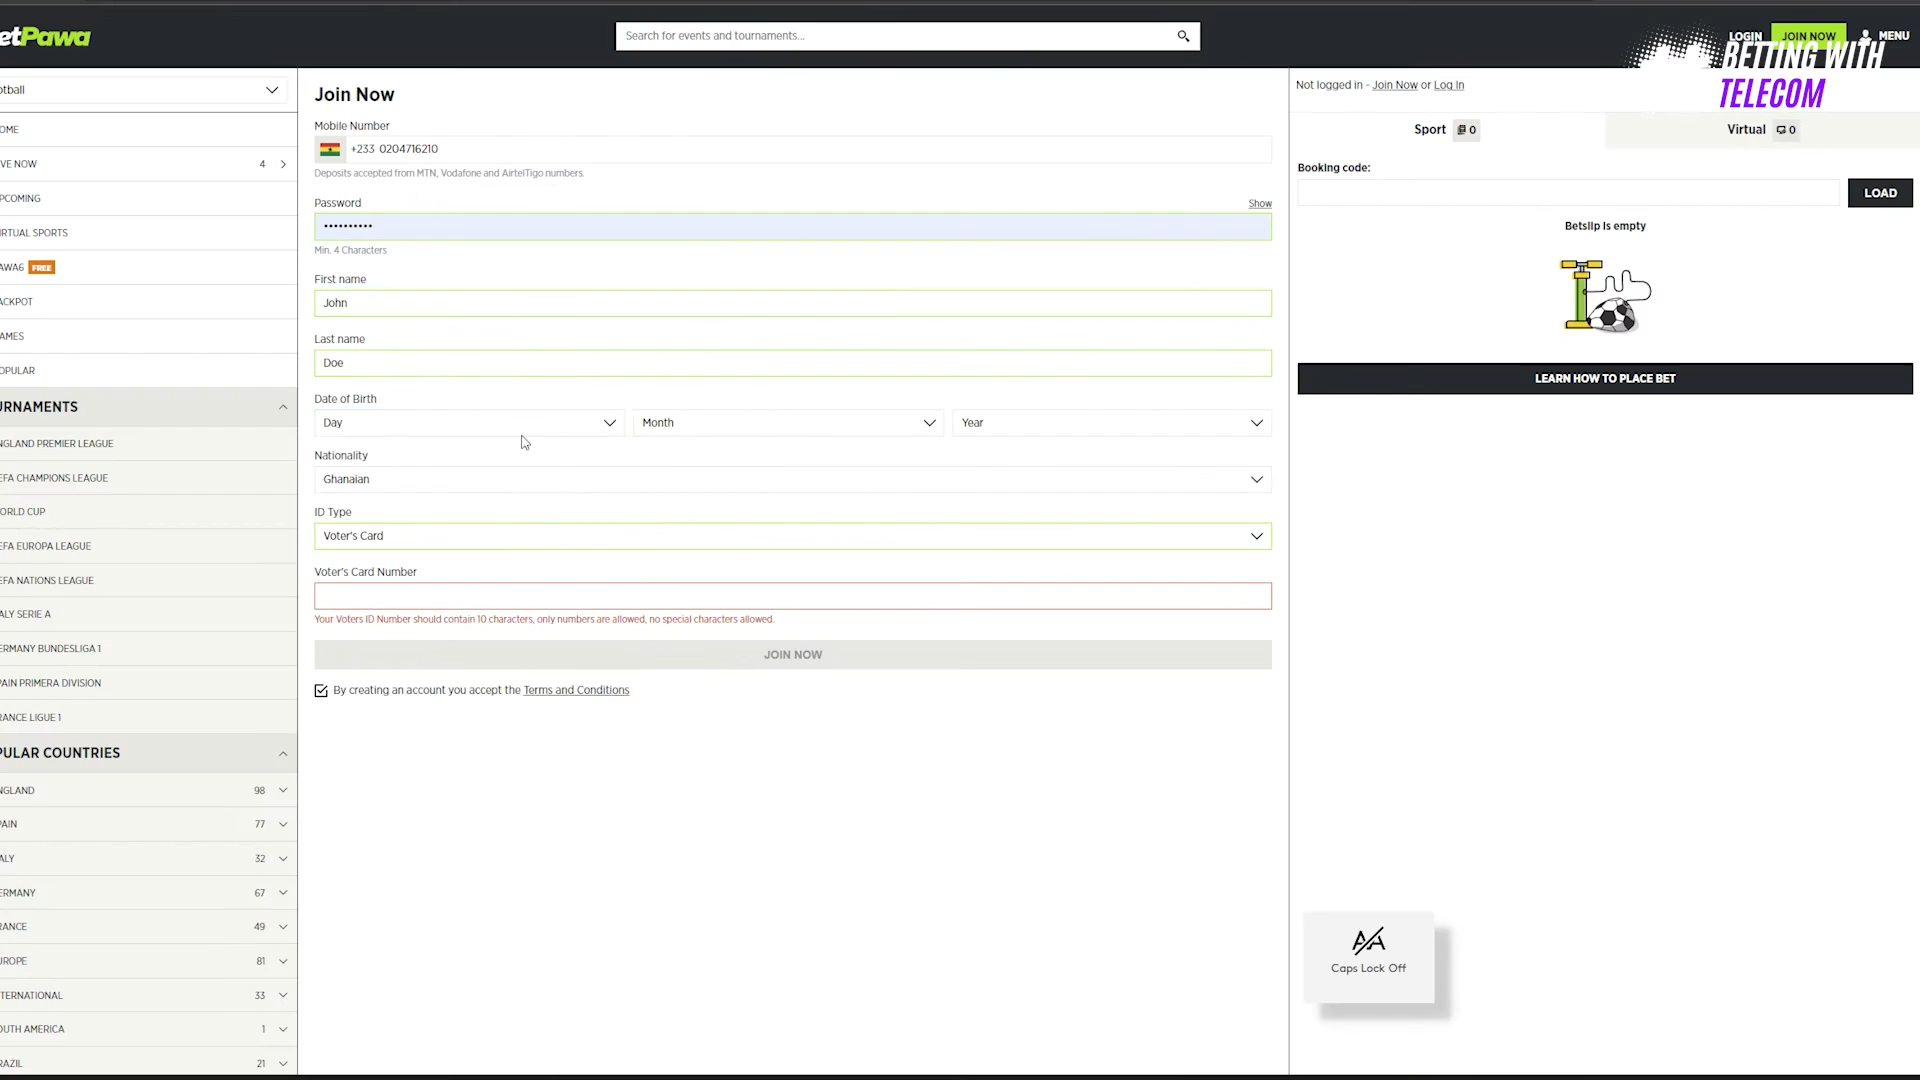 etPawa
Search for events and tournaments...
LOGIN
JOIN NOW
MENU
BETTING WITH
TELECOM
otball
OME
VE NOW 4
PCOMING
IRTUAL SPORTS
AWA6 FREE
ACKPOT
AMES
OPULAR
URNAMENTS
NGLAND PREMIER LEAGUE
EFA CHAMPIONS LEAGUE
ORLD CUP
EFA EUROPA LEAGUE
EFA NATIONS LEAGUE
ALY SERIE A
ERMANY BUNDESLIGA 1
PAIN PRIMERA DIVISION
RANCE LIGUE 1
PULAR COUNTRIES
NGLAND 98
PAIN 77
ALY 32
ERMANY 67
RANCE 49
UROPE 81
NTERNATIONAL 33
OUTH AMERICA 1
RAZIL 21
Join Now
Mobile Number
+233 0204716210
Deposits accepted from MTN, Vodafone and AirtelTigo numbers.
Password Show
••••••••••
Min. 4 Characters
First name
John
Last name
Doe
Date of Birth
Day Month Year
Nationality
Ghanaian
ID Type
Voter's Card
Voter's Card Number
Your Voters ID Number should contain 10 characters, only numbers are allowed, no special characters allowed.
JOIN NOW
By creating an account you accept the Terms and Conditions
Not logged in - Join Now or Log In
Sport 0
Virtual 0
Booking code:
LOAD
Betslip is empty
LEARN HOW TO PLACE BET
Caps Lock Off